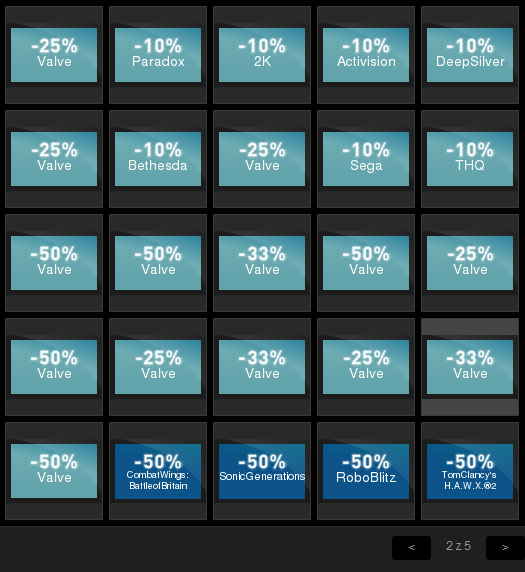 -25%
Valve
-10%
Paradox
-10%
2K
-10%
Activision
-10%
DeepSilver
-25%
Valve
-10%
Bethesda
-25%
Valve
-10%
Sega
-10%
THQ
-50%
Valve
-50%
Valve
-33%
Valve
-50%
Valve
-25%
Valve
-50%
Valve
-25%
Valve
-33%
Valve
-25%
Valve
-33%
Valve
-50%
Valve
-50%
CombatWings:
BattleofBritain
-50%
SonicGenerations
-50%
RoboBlitz
-50%
TomClancy's
H.A.W.X.®2
< 2 z 5 >